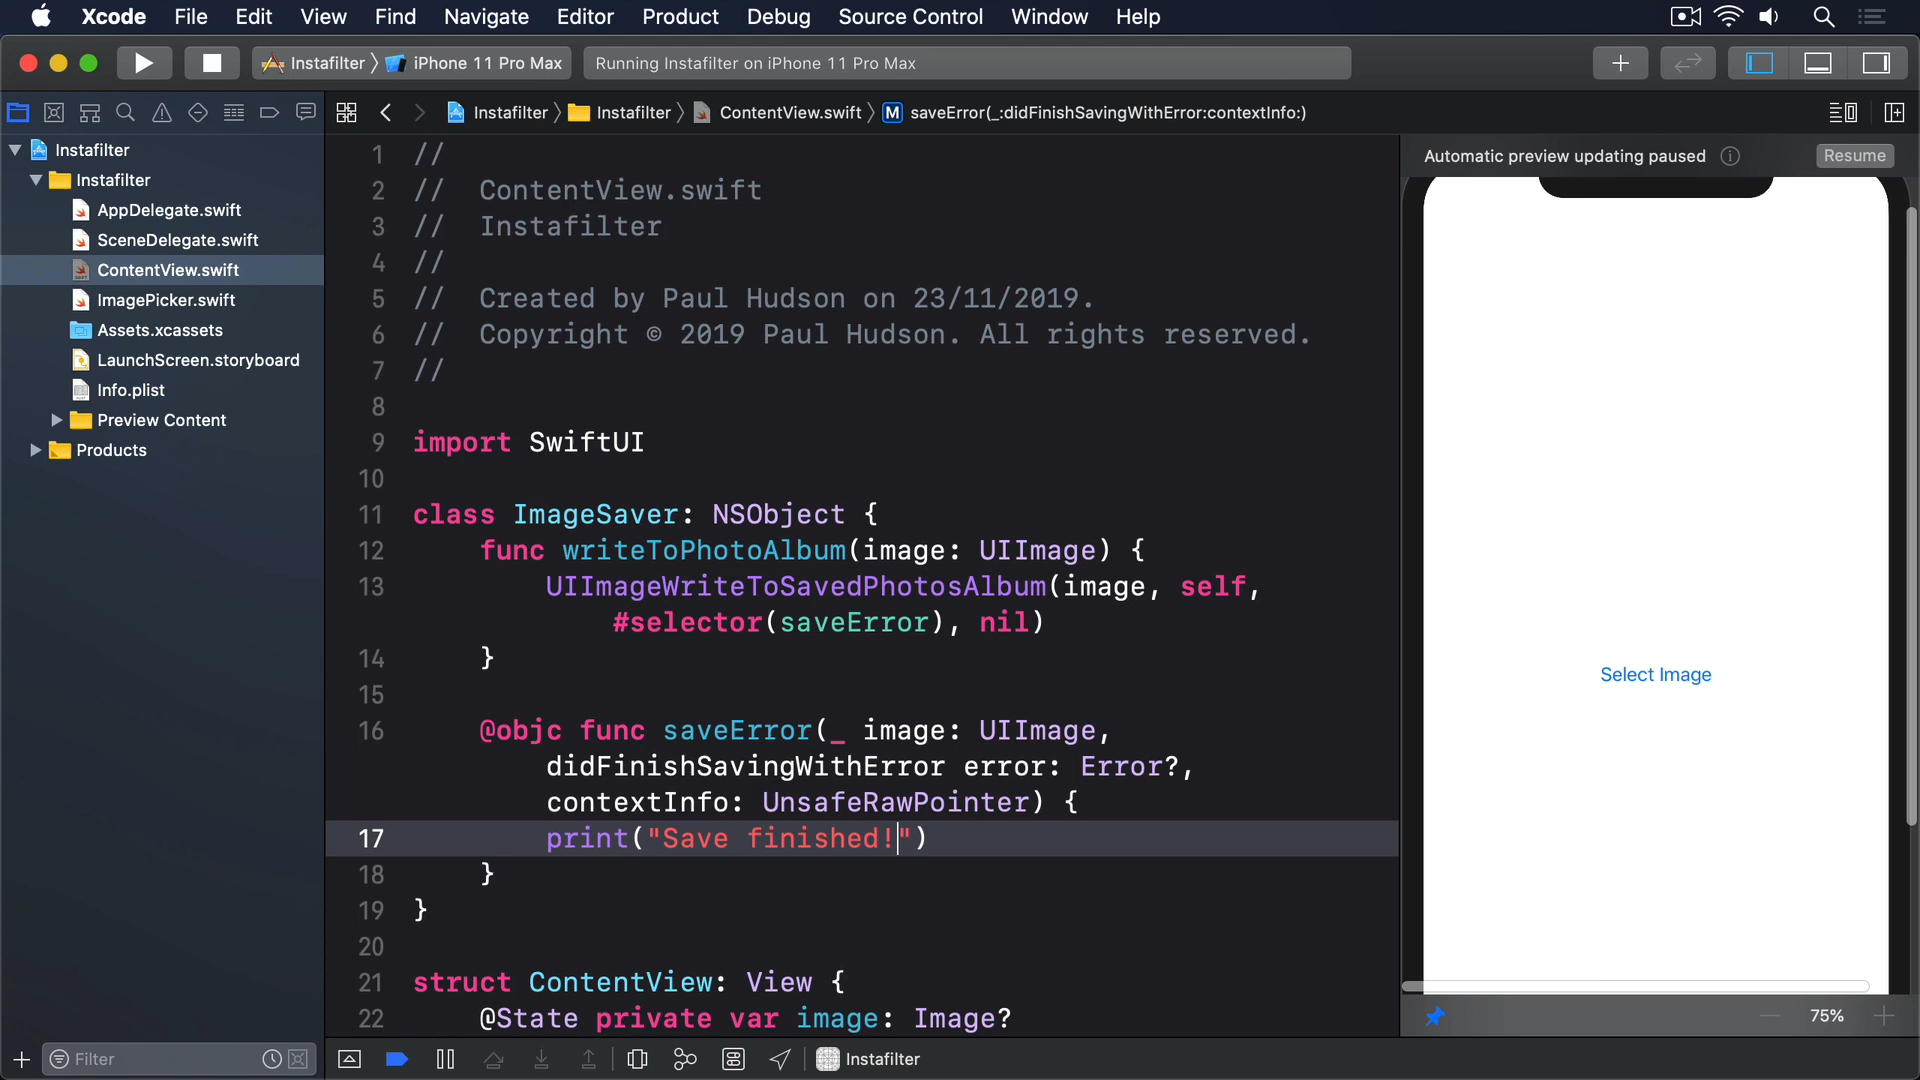 Xcode File Edit View Find Navigate Editor Product Debug Source Control Window Help
Instafilter iPhone 11 Pro Max Running Instafilter on iPhone 11 Pro Max
Instafilter Instafilter ContentView.swift M saveError(_:didFinishSavingWithError:contextInfo:)
Instafilter
Instafilter
AppDelegate.swift
SceneDelegate.swift
ContentView.swift
ImagePicker.swift
Assets.xcassets
LaunchScreen.storyboard
Info.plist
Preview Content
Products
Filter
1 //
2 // ContentView.swift
3 // Instafilter
4 //
5 // Created by Paul Hudson on 23/11/2019.
6 // Copyright © 2019 Paul Hudson. All rights reserved.
7 //
8
9 import SwiftUI
10
11 class ImageSaver: NSObject {
12 func writeToPhotoAlbum(image: UIImage) {
13 UIImageWriteToSavedPhotosAlbum(image, self,
#selector(saveError), nil)
14 }
15
16 @objc func saveError(_ image: UIImage,
didFinishSavingWithError error: Error?,
contextInfo: UnsafeRawPointer) {
17 print("Save finished!")
18 }
19 }
20
21 struct ContentView: View {
22 @State private var image: Image?
Instafilter
Automatic preview updating paused Resume
Select Image
75%